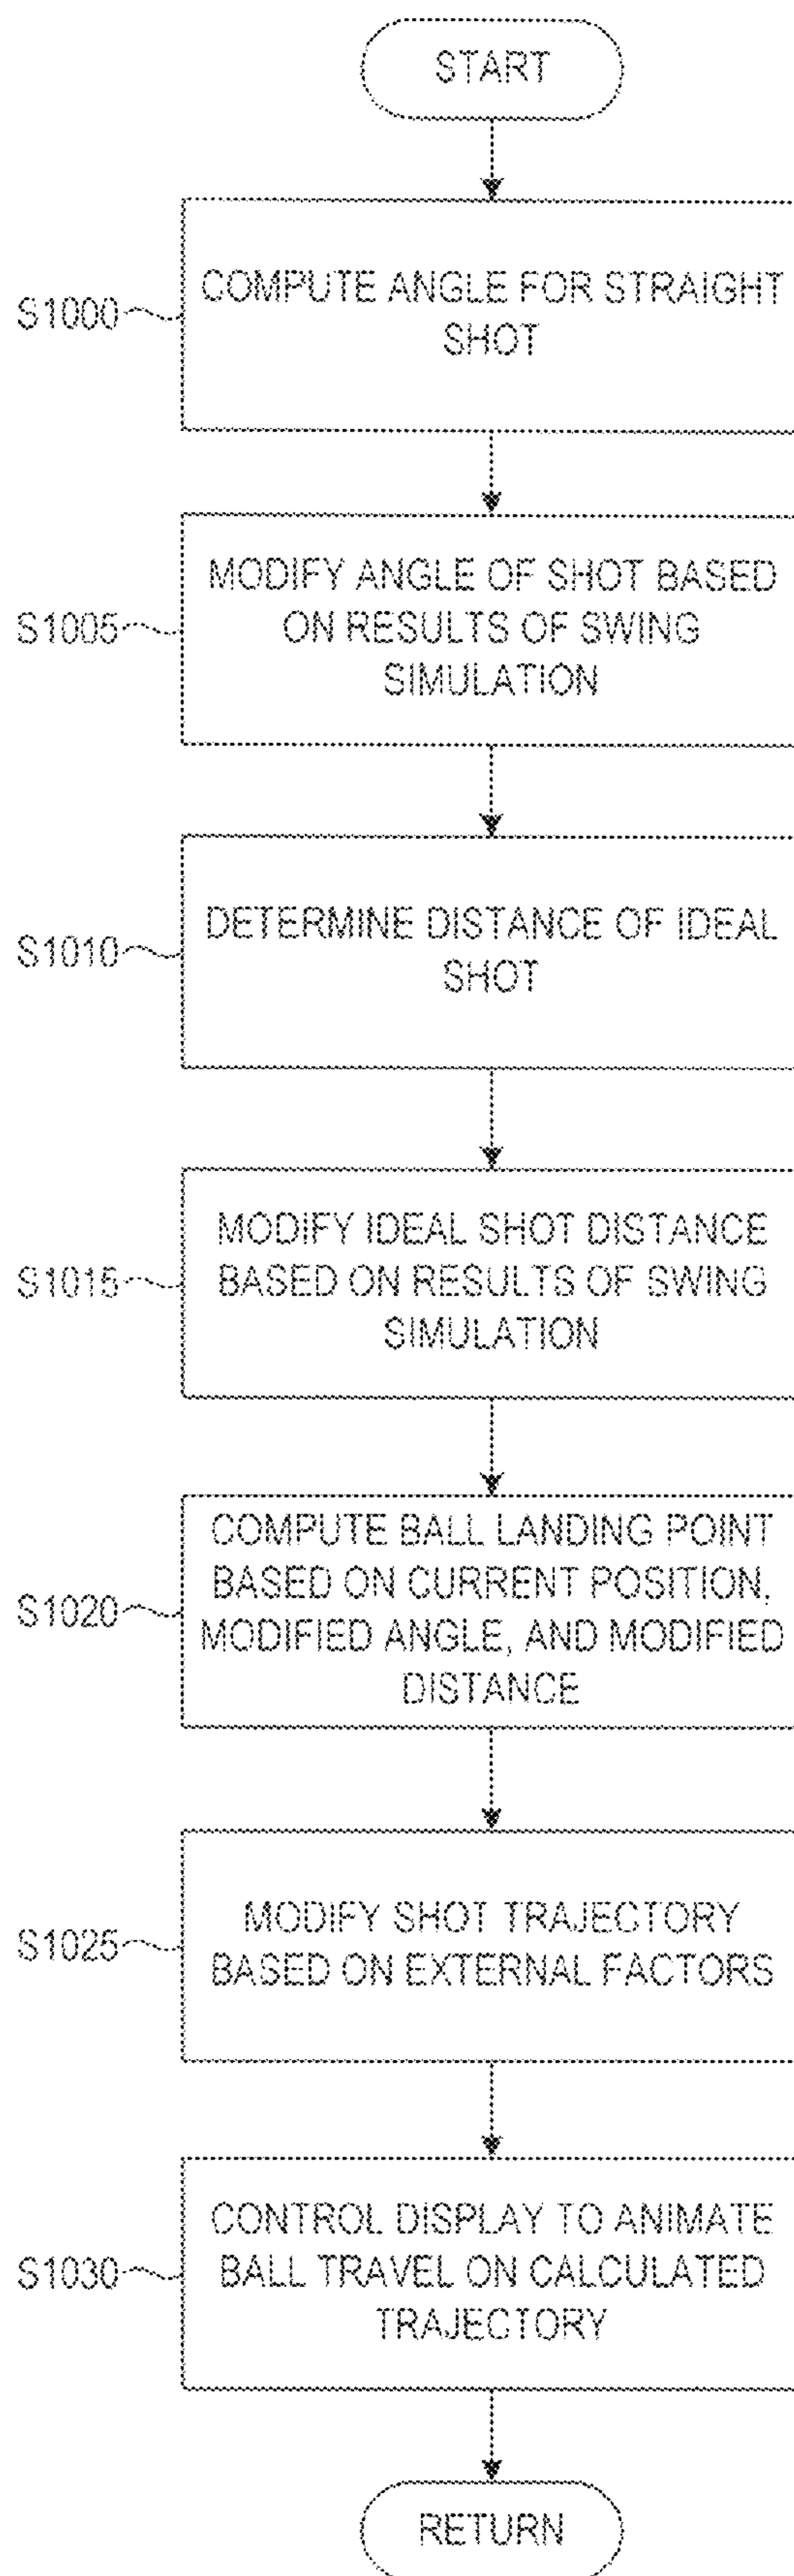 START
S1000
COMPUTE ANGLE FOR STRAIGHT
SHOT
S1005
MODIFY ANGLE OF SHOT BASED
ON RESULTS OF SWING
SIMULATION
S1010
DETERMINE DISTANCE OF IDEAL
SHOT
S1015
MODIFY IDEAL SHOT DISTANCE
BASED ON RESULTS OF SWING
SIMULATION
S1020
COMPUTE BALL LANDING POINT
BASED ON CURRENT POSITION,
MODIFIED ANGLE, AND MODIFIED
DISTANCE
S1025
MODIFY SHOT TRAJECTORY
BASED ON EXTERNAL FACTORS
S1030
CONTROL DISPLAY TO ANIMATE
BALL TRAVEL ON CALCULATED
TRAJECTORY
RETURN